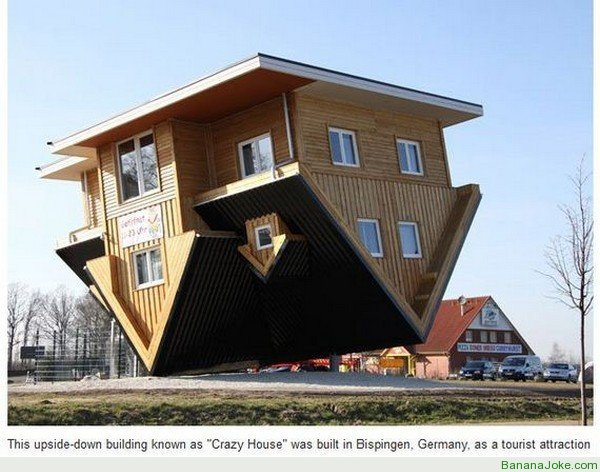 This upside-down building known as "Crazy House" was built in Bispingen, Germany, as a tourist attraction
BananaJoke.com